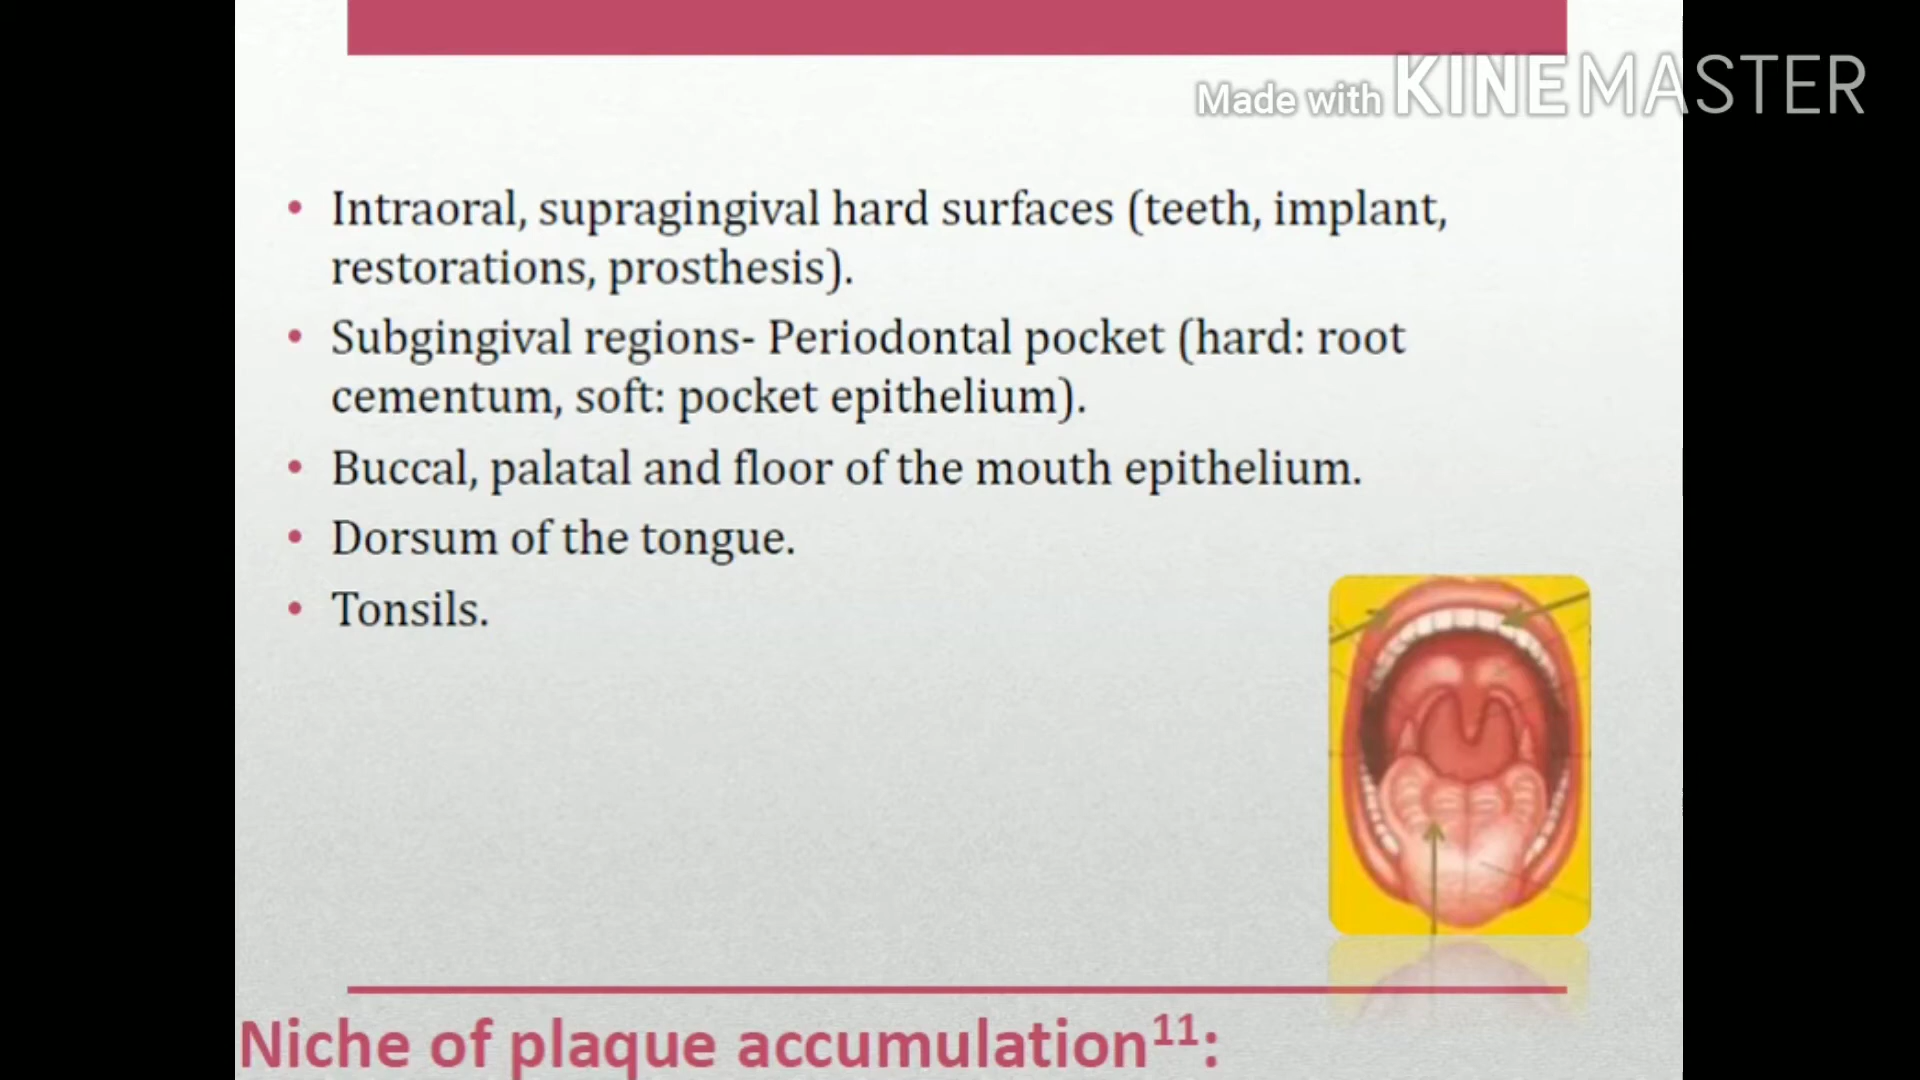 Made with KINEMASTER
• Intraoral, supragingival hard surfaces (teeth, implant,
restorations, prosthesis).
• Subgingival regions- Periodontal pocket (hard: root
cementum, soft: pocket epithelium).
• Buccal, palatal and floor of the mouth epithelium.
• Dorsum of the tongue.
• Tonsils.
Niche of plaque accumulation¹¹: